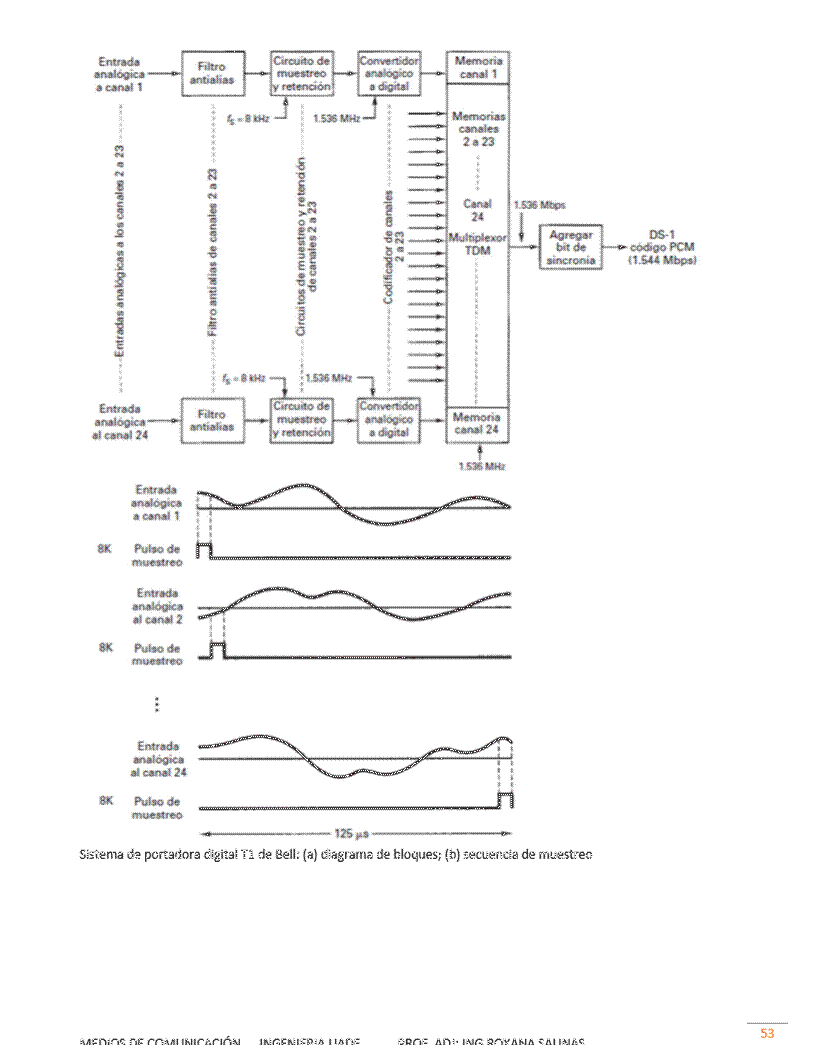 Entrada
analógica
a canal 1
Filtro
antialias
Circuito de
muestreo
y retención
Convertidor
analógico
a digital
Memoria
canal 1
fs = 8 kHz
1.536 MHz
Entradas analógicas a los canales 2 a 23
Filtro antialias de canales 2 a 23
Circuitos de muestreo y retención
de canales 2 a 23
Codificador de canales
2 a 23
Memorias
canales
2 a 23
Canal
24
Multiplexor
TDM
1.536 Mbps
Agregar
bit de
sincronía
DS-1
código PCM
(1.544 Mbps)
fs = 8 kHz
1.536 MHz
Entrada
analógica
al canal 24
Filtro
antialias
Circuito de
muestreo
y retención
Convertidor
analógico
a digital
Memoria
canal 24
1.536 MHz
Entrada
analógica
a canal 1
8K Pulso de
muestreo
Entrada
analógica
al canal 2
8K Pulso de
muestreo
Entrada
analógica
al canal 24
8K Pulso de
muestreo
125 µs
Sistema de portadora digital T1 de Bell: (a) diagrama de bloques; (b) secuencia de muestreo
53
MEDIOS DE COMUNICACIÓN INGENIERIA UADE PROF. ADJ: ING ROXANA SALINAS